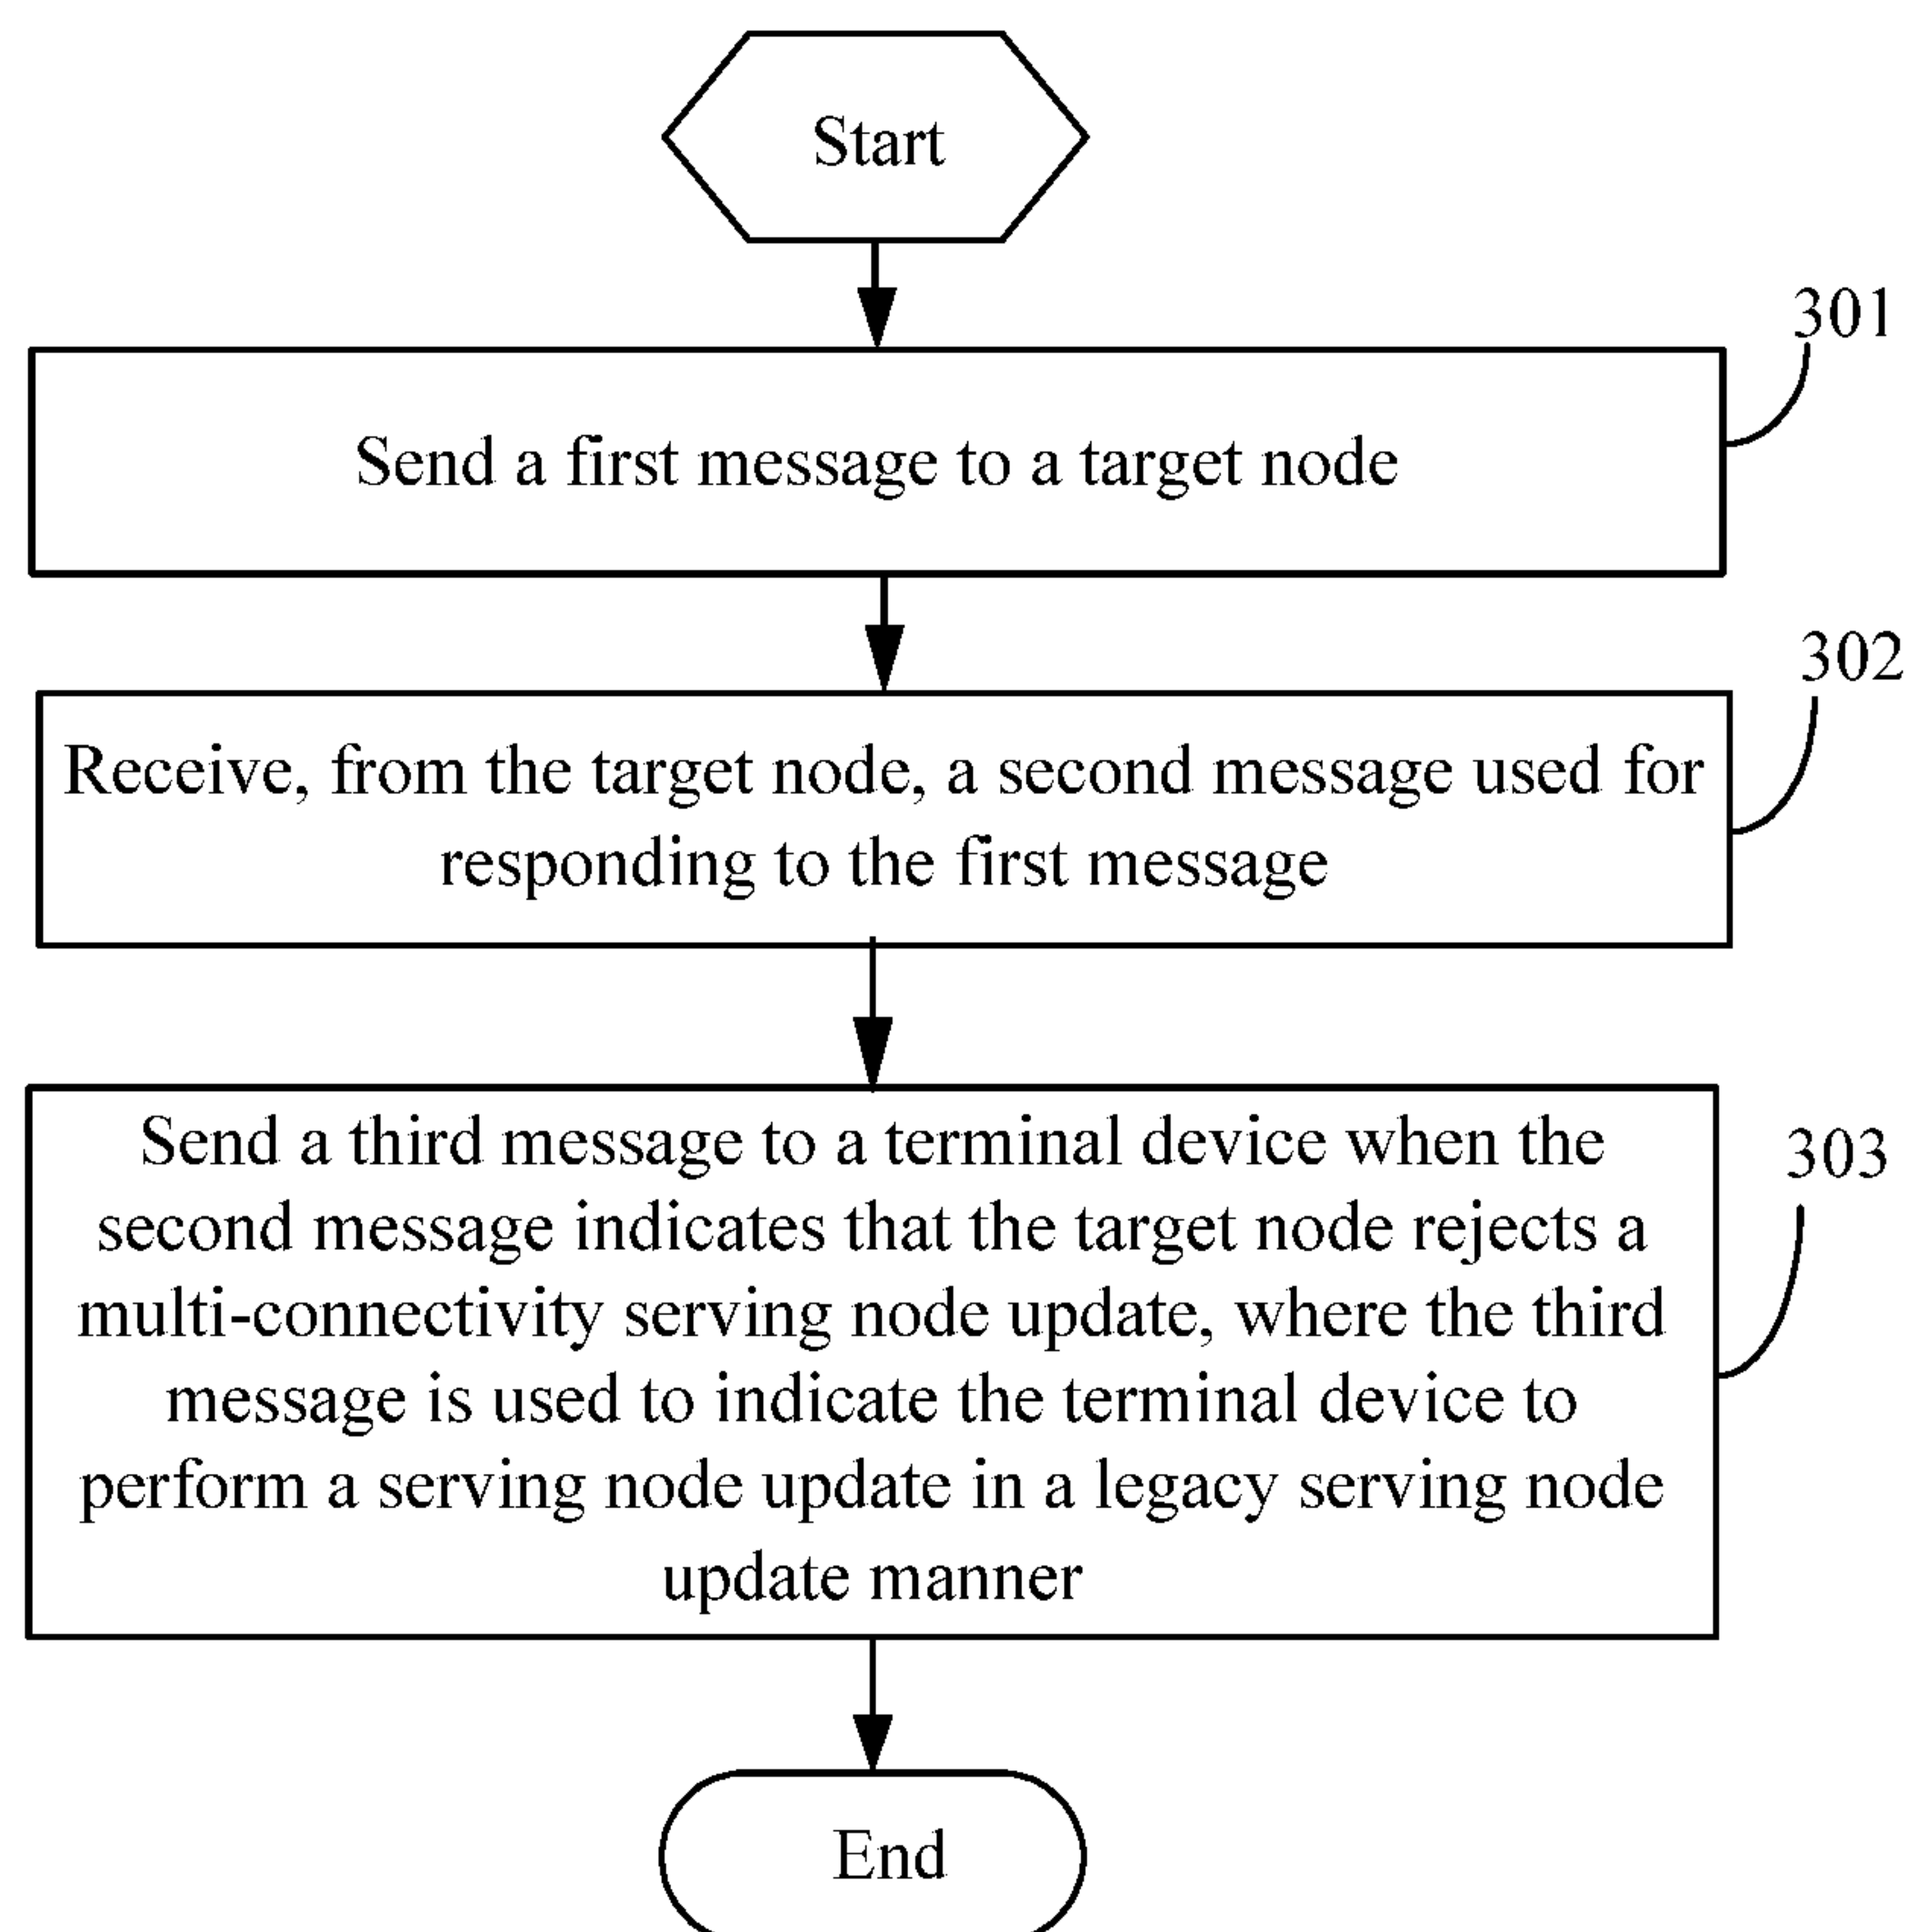 Start
301
Send a first message to a target node
302
Receive, from the target node, a second message used for
responding to the first message
303
Send a third message to a terminal device when the
second message indicates that the target node rejects a
multi-connectivity serving node update, where the third
message is used to indicate the terminal device to
perform a serving node update in a legacy serving node
update manner
End